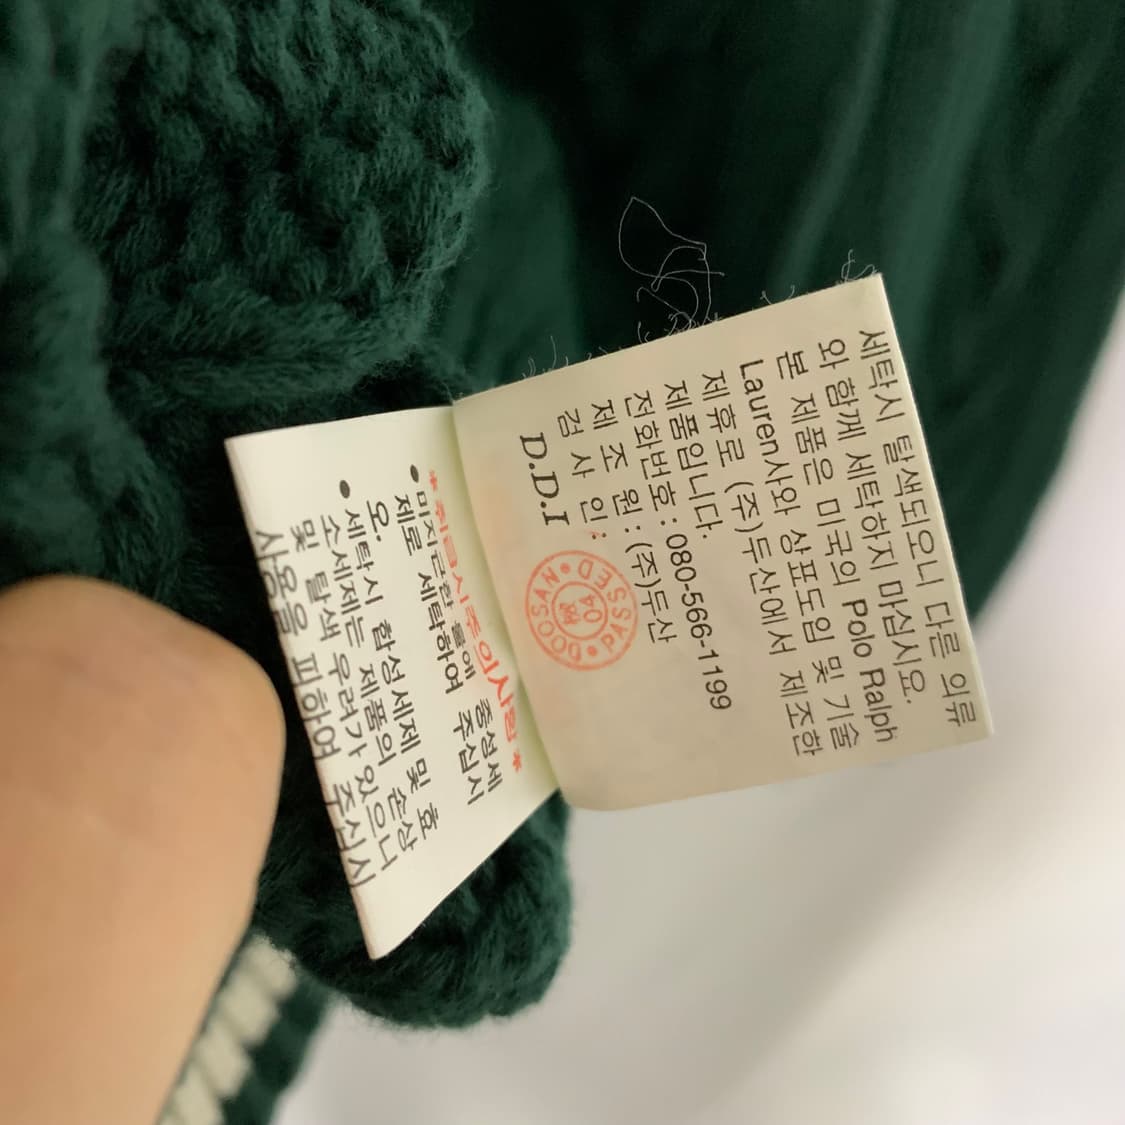 세탁시 탈색되오니 다른 의류
와 함께 세탁하지 마십시요.
본 제품은 미국의 Polo Ralph
Lauren사와 상표도입 및 기술
제휴로 (주)두산에서 제조한
제품입니다.
전화번호 : 080-566-1199
제 조 원 : (주)두산
검 사 인 :
D.D.I
DOOSAN • PASSED •
04
*취급시주의사항*
●미지근한 물에 중성세
제로 세탁하여 주십시
오.
●세탁시 합성세제 및 효
소세제는 제품의 손상
및 탈색 우려가 있으니
사용을 피하여 주십시